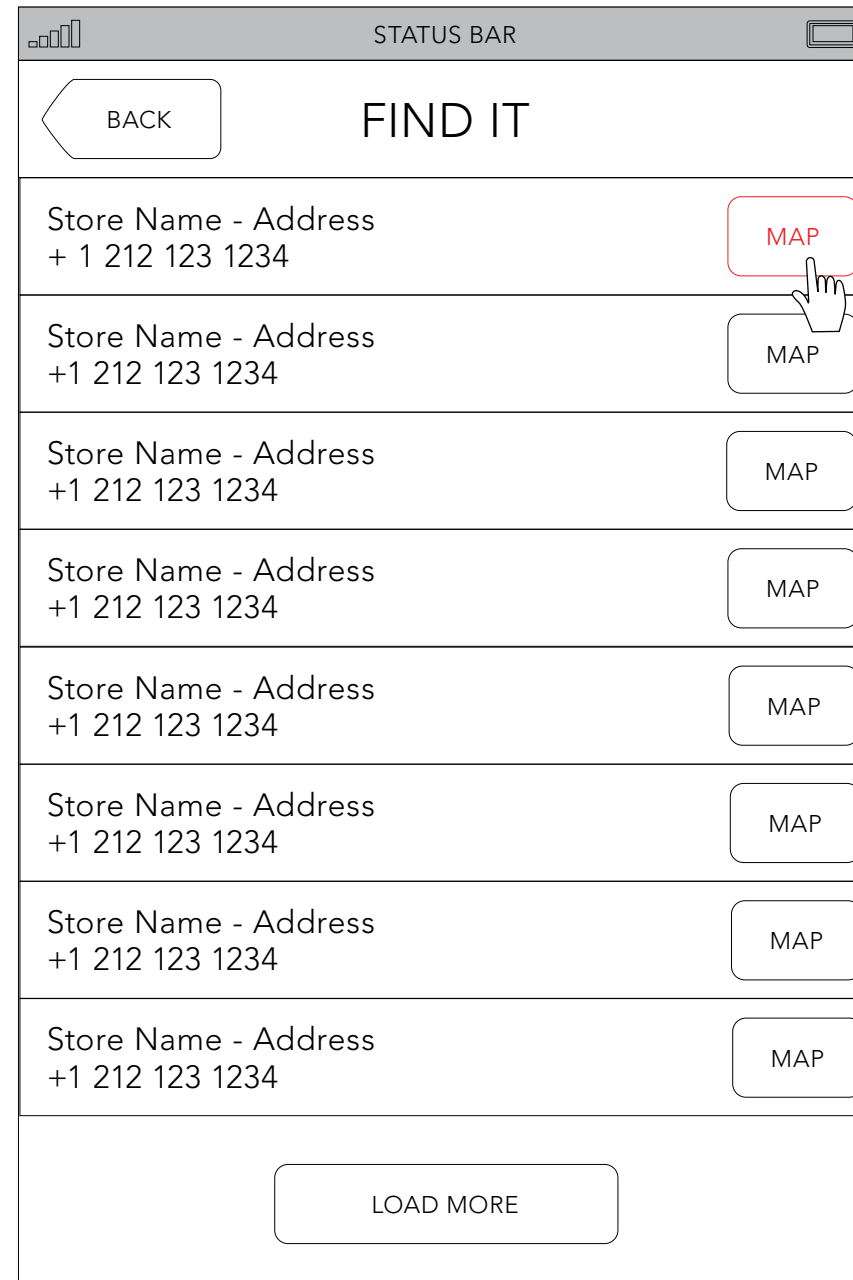 STATUS BAR
BACK
FIND IT
Store Name - Address
+ 1 212 123 1234
MAP
Store Name - Address
+1 212 123 1234
MAP
Store Name - Address
+1 212 123 1234
MAP
Store Name - Address
+1 212 123 1234
MAP
Store Name - Address
+1 212 123 1234
MAP
Store Name - Address
+1 212 123 1234
MAP
Store Name - Address
+1 212 123 1234
MAP
Store Name - Address
+1 212 123 1234
MAP
LOAD MORE